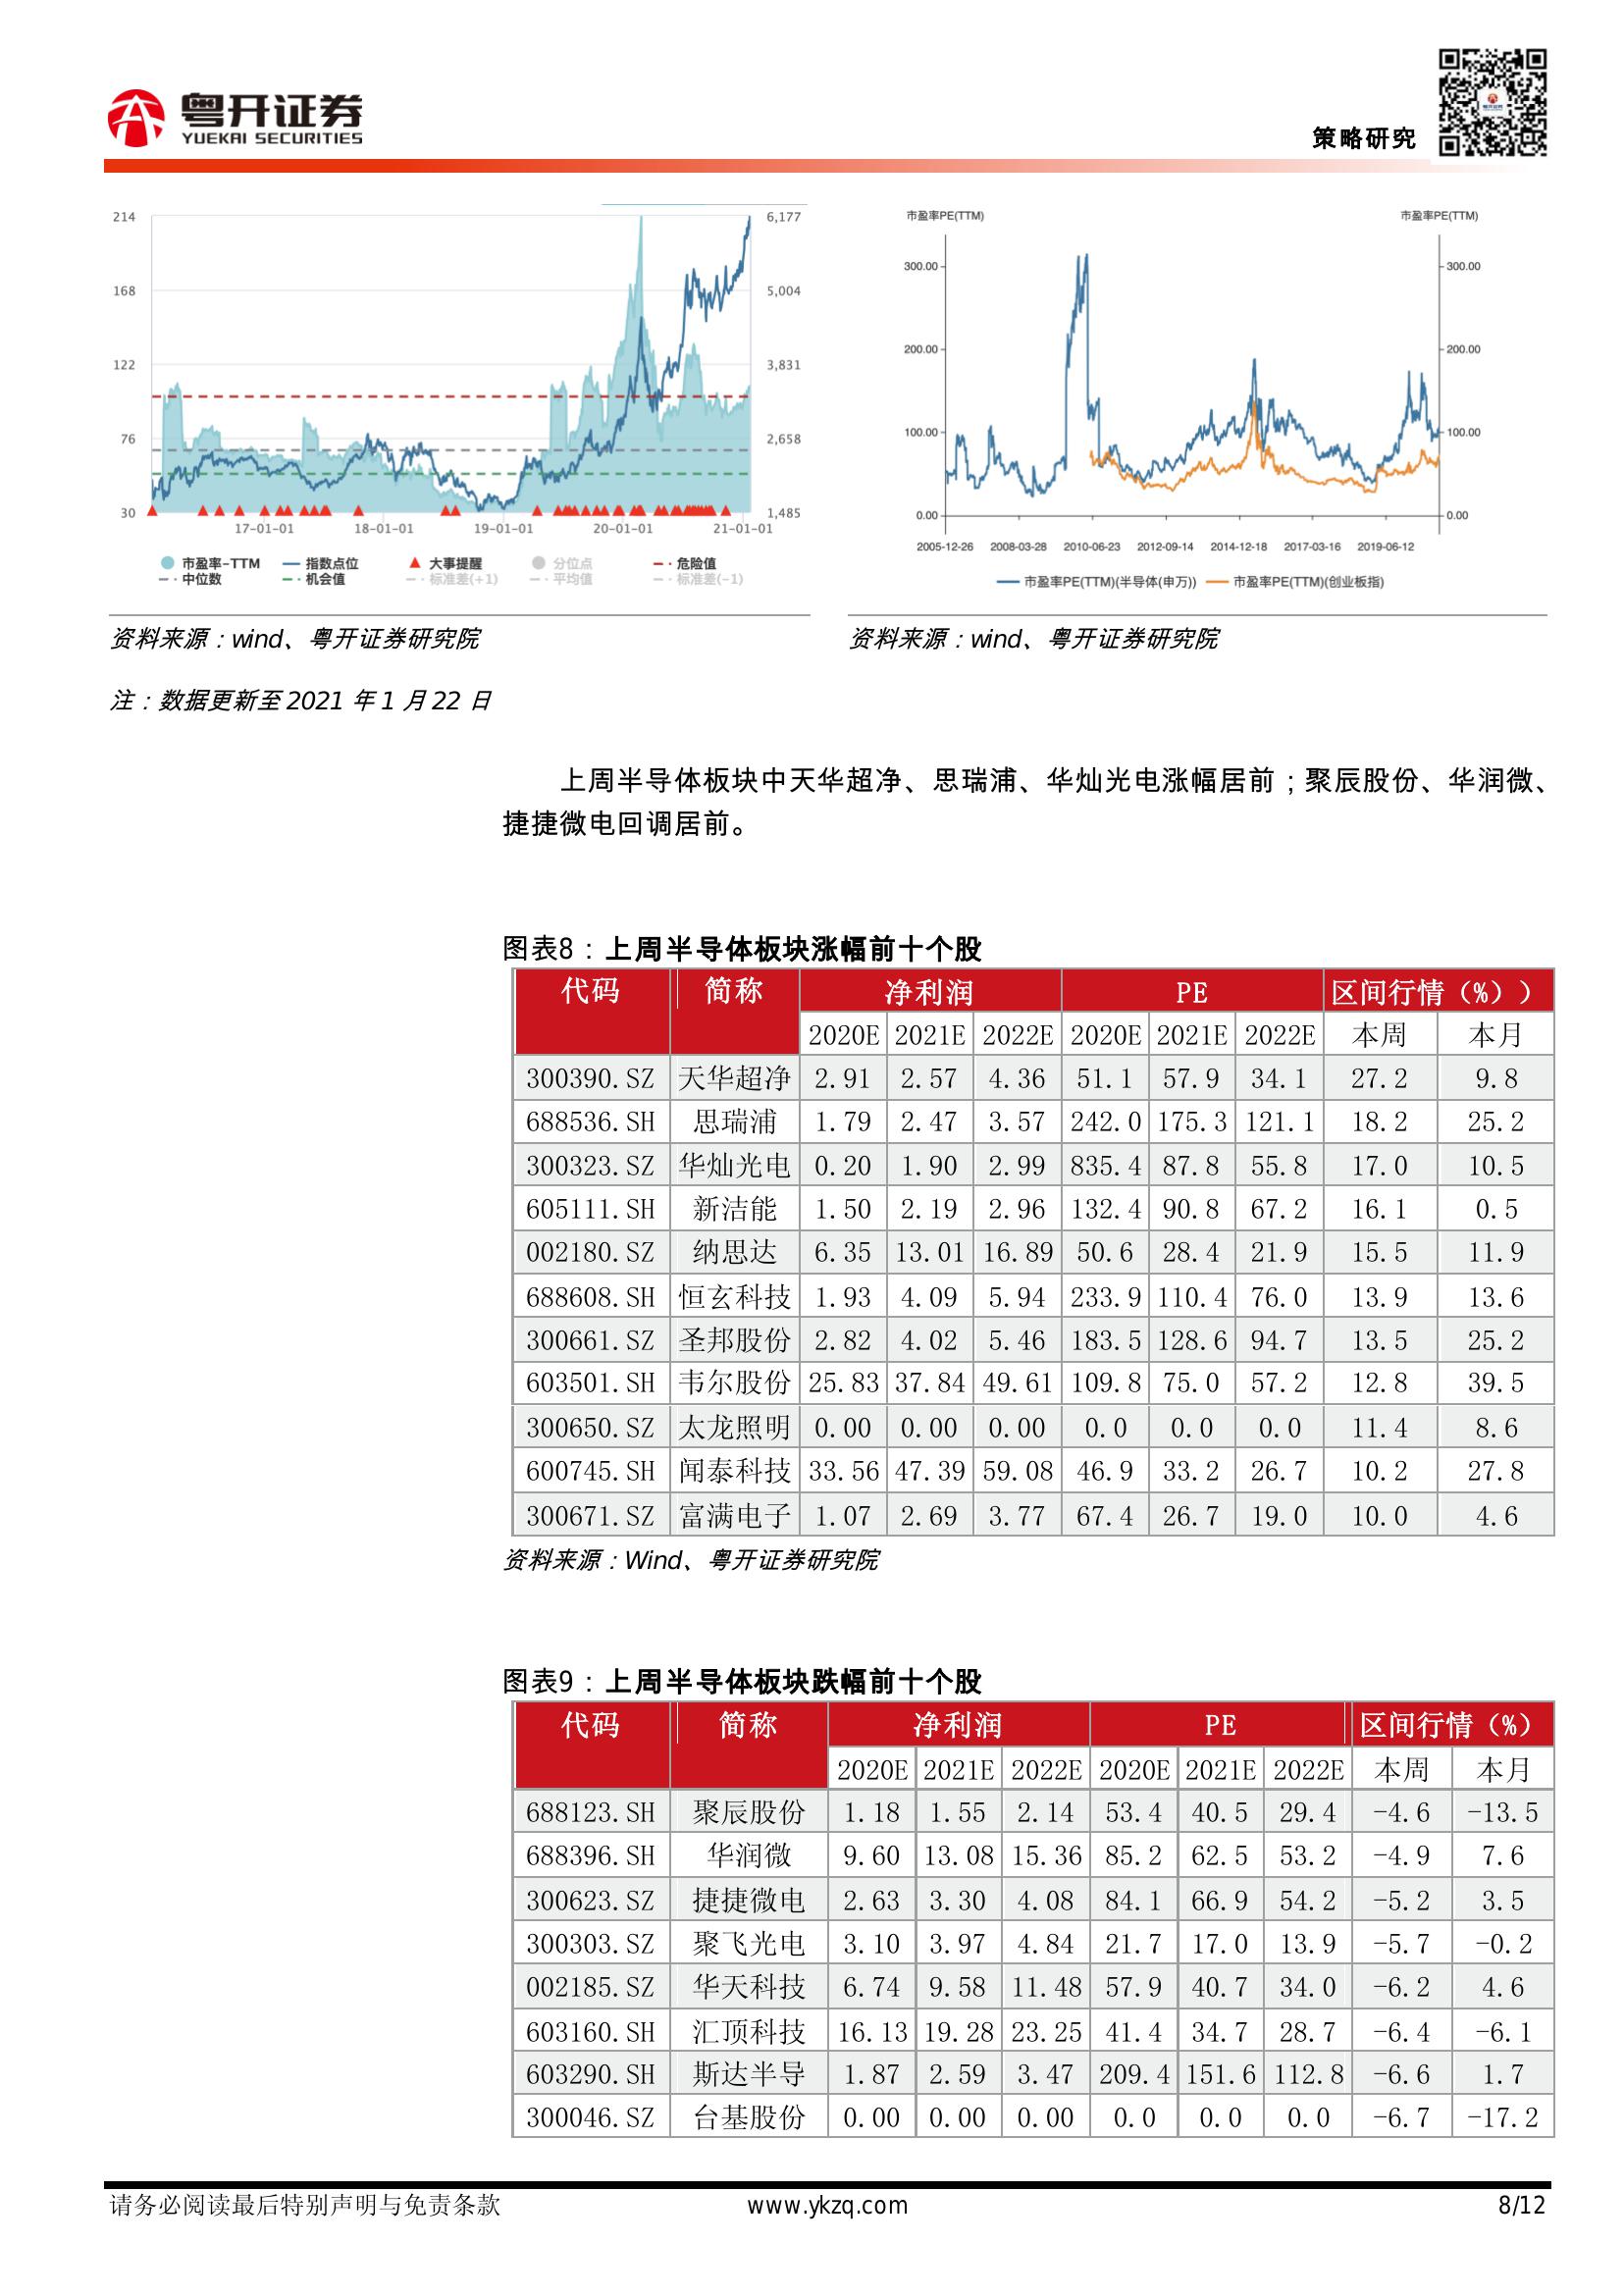 粤开证券
YUEKAI SECURITIES
策略研究
214 6,177
168 5,004
122 3,831
76 2,658
30 1,485
17-01-01 18-01-01 19-01-01 20-01-01 21-01-01
市盈率-TTM 指数点位 大事提醒 分位点 危险值
中位数 机会值 标准差(+1) 平均值 标准差(-1)
市盈率PE(TTM) 市盈率PE(TTM)
300.00 300.00
200.00 200.00
100.00 100.00
0.00 0.00
2005-12-26 2008-03-28 2010-06-23 2012-09-14 2014-12-18 2017-03-16 2019-06-12
市盈率PE(TTM)(半导体(申万)) 市盈率PE(TTM)(创业板指)
资料来源：wind、粤开证券研究院 资料来源：wind、粤开证券研究院
注：数据更新至2021 年1 月22 日
上周半导体板块中天华超净、思瑞浦、华灿光电涨幅居前；聚辰股份、华润微、
捷捷微电回调居前。
图表8：上周半导体板块涨幅前十个股
代码 简称 净利润 PE 区间行情（%））
2020E 2021E 2022E 2020E 2021E 2022E 本周 本月
300390.SZ 天华超净 2.91 2.57 4.36 51.1 57.9 34.1 27.2 9.8
688536.SH 思瑞浦 1.79 2.47 3.57 242.0 175.3 121.1 18.2 25.2
300323.SZ 华灿光电 0.20 1.90 2.99 835.4 87.8 55.8 17.0 10.5
605111.SH 新洁能 1.50 2.19 2.96 132.4 90.8 67.2 16.1 0.5
002180.SZ 纳思达 6.35 13.01 16.89 50.6 28.4 21.9 15.5 11.9
688608.SH 恒玄科技 1.93 4.09 5.94 233.9 110.4 76.0 13.9 13.6
300661.SZ 圣邦股份 2.82 4.02 5.46 183.5 128.6 94.7 13.5 25.2
603501.SH 韦尔股份 25.83 37.84 49.61 109.8 75.0 57.2 12.8 39.5
300650.SZ 太龙照明 0.00 0.00 0.00 0.0 0.0 0.0 11.4 8.6
600745.SH 闻泰科技 33.56 47.39 59.08 46.9 33.2 26.7 10.2 27.8
300671.SZ 富满电子 1.07 2.69 3.77 67.4 26.7 19.0 10.0 4.6
资料来源：Wind、粤开证券研究院
图表9：上周半导体板块跌幅前十个股
代码 简称 净利润 PE 区间行情（%）
2020E 2021E 2022E 2020E 2021E 2022E 本周 本月
688123.SH 聚辰股份 1.18 1.55 2.14 53.4 40.5 29.4 -4.6 -13.5
688396.SH 华润微 9.60 13.08 15.36 85.2 62.5 53.2 -4.9 7.6
300623.SZ 捷捷微电 2.63 3.30 4.08 84.1 66.9 54.2 -5.2 3.5
300303.SZ 聚飞光电 3.10 3.97 4.84 21.7 17.0 13.9 -5.7 -0.2
002185.SZ 华天科技 6.74 9.58 11.48 57.9 40.7 34.0 -6.2 4.6
603160.SH 汇顶科技 16.13 19.28 23.25 41.4 34.7 28.7 -6.4 -6.1
603290.SH 斯达半导 1.87 2.59 3.47 209.4 151.6 112.8 -6.6 1.7
300046.SZ 台基股份 0.00 0.00 0.00 0.0 0.0 0.0 -6.7 -17.2
请务必阅读最后特别声明与免责条款 www.ykzq.com 8/12